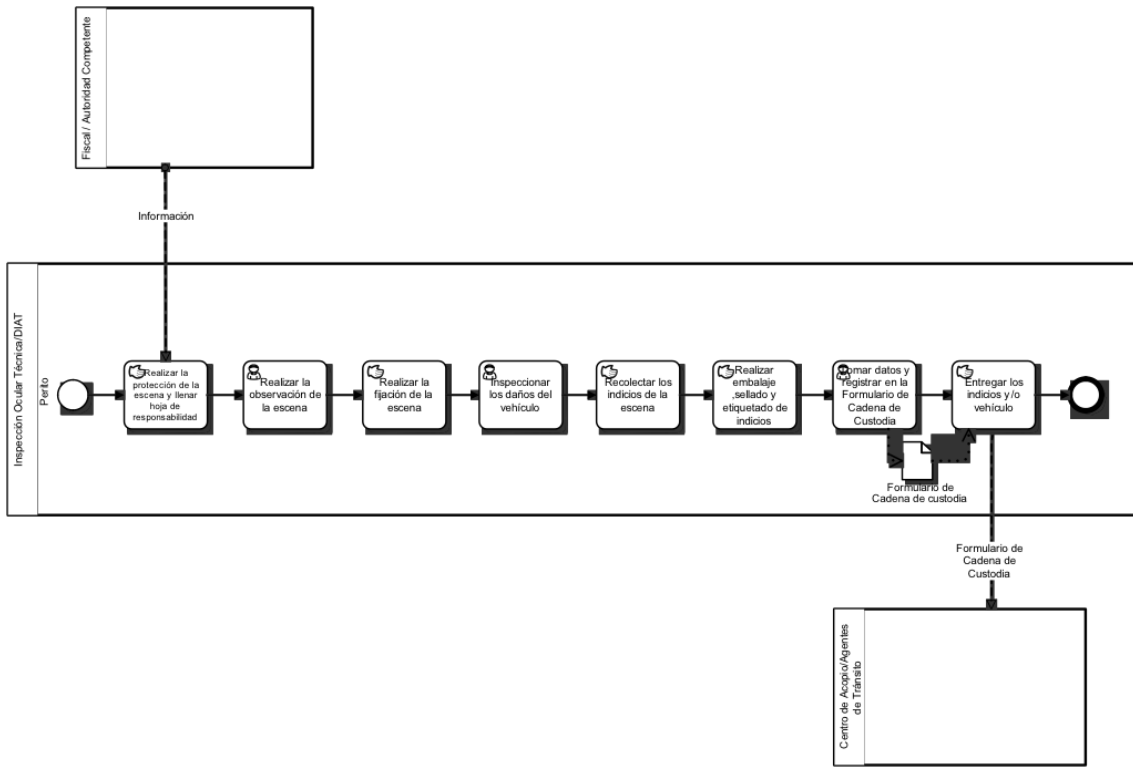 Fiscal / Autoridad Competente
Información
Inspección Ocular Técnica/DIAT
Perito
Realizar la
protección de la
escena y llenar
hoja de
responsabilidad
Realizar la
observación de
la escena
Realizar la
fijación de la
escena
Inspeccionar
los daños del
vehículo
Recolectar los
indicios de la
escena
Realizar
embalaje
,sellado y
etiquetado de
indicios
Tomar datos y
registrar en la
Formulario de
Cadena de
Custodia
Entregar los
indicios y /o
vehículo
Formulario de
Cadena de custodia
Formulario de
Cadena de
Custodia
Centro de Acopio/Agentes
de Tránsito